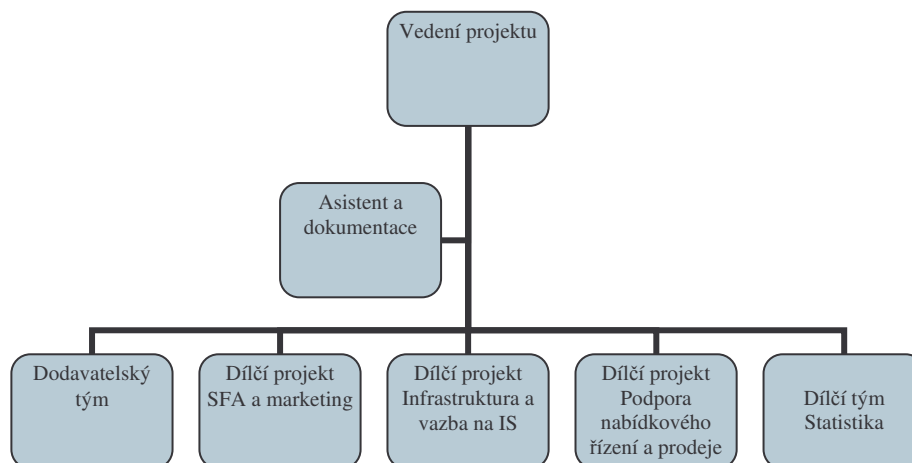 Vedení projektu
Asistent a
dokumentace
Dodavatelský
tým
Dílčí projekt
SFA a marketing
Dílčí projekt
Infrastruktura a
vazba na IS
Dílčí projekt
Podpora
nabídkového
řízení a prodeje
Dílčí tým
Statistika